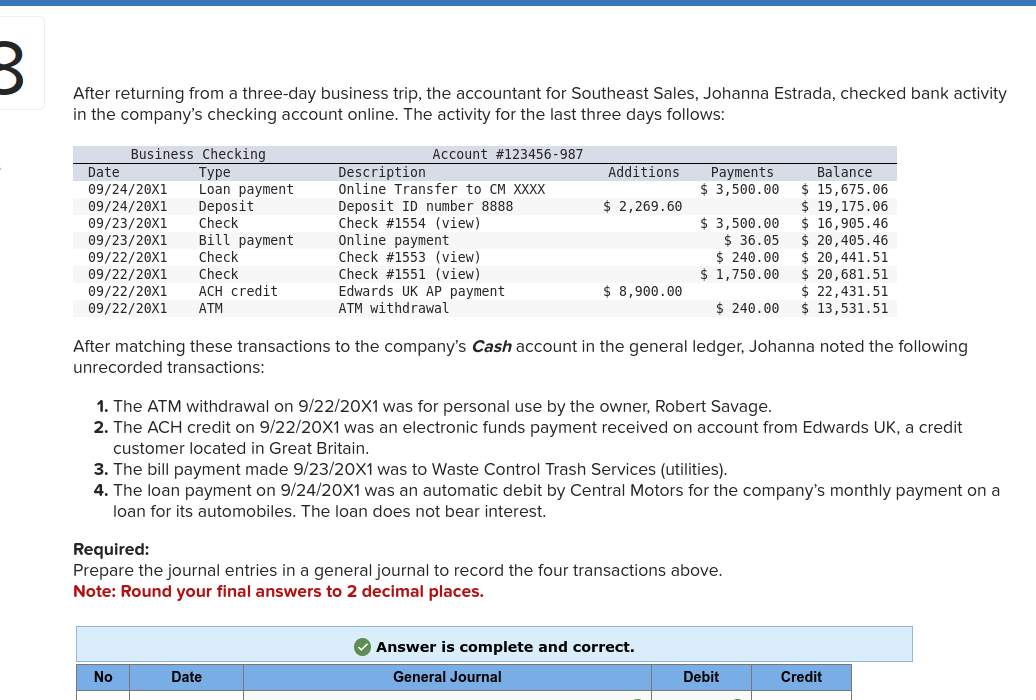 8
After returning from a three-day business trip, the accountant for Southeast Sales, Johanna Estrada, checked bank activity
in the company’s checking account online. The activity for the last three days follows:
Business Checking Account #123456-987
Date Type Description Additions Payments Balance
09/24/20X1 Loan payment Online Transfer to CM XXXX $ 3,500.00 $ 15,675.06
09/24/20X1 Deposit Deposit ID number 8888 $ 2,269.60 $ 19,175.06
09/23/20X1 Check Check #1554 (view) $ 3,500.00 $ 16,905.46
09/23/20X1 Bill payment Online payment $ 36.05 $ 20,405.46
09/22/20X1 Check Check #1553 (view) $ 240.00 $ 20,441.51
09/22/20X1 Check Check #1551 (view) $ 1,750.00 $ 20,681.51
09/22/20X1 ACH credit Edwards UK AP payment $ 8,900.00 $ 22,431.51
09/22/20X1 ATM ATM withdrawal $ 240.00 $ 13,531.51
After matching these transactions to the company’s Cash account in the general ledger, Johanna noted the following
unrecorded transactions:
1. The ATM withdrawal on 9/22/20X1 was for personal use by the owner, Robert Savage.
2. The ACH credit on 9/22/20X1 was an electronic funds payment received on account from Edwards UK, a credit
customer located in Great Britain.
3. The bill payment made 9/23/20X1 was to Waste Control Trash Services (utilities).
4. The loan payment on 9/24/20X1 was an automatic debit by Central Motors for the company’s monthly payment on a
loan for its automobiles. The loan does not bear interest.
Required:
Prepare the journal entries in a general journal to record the four transactions above.
Note: Round your final answers to 2 decimal places.
Answer is complete and correct.
No Date General Journal Debit Credit